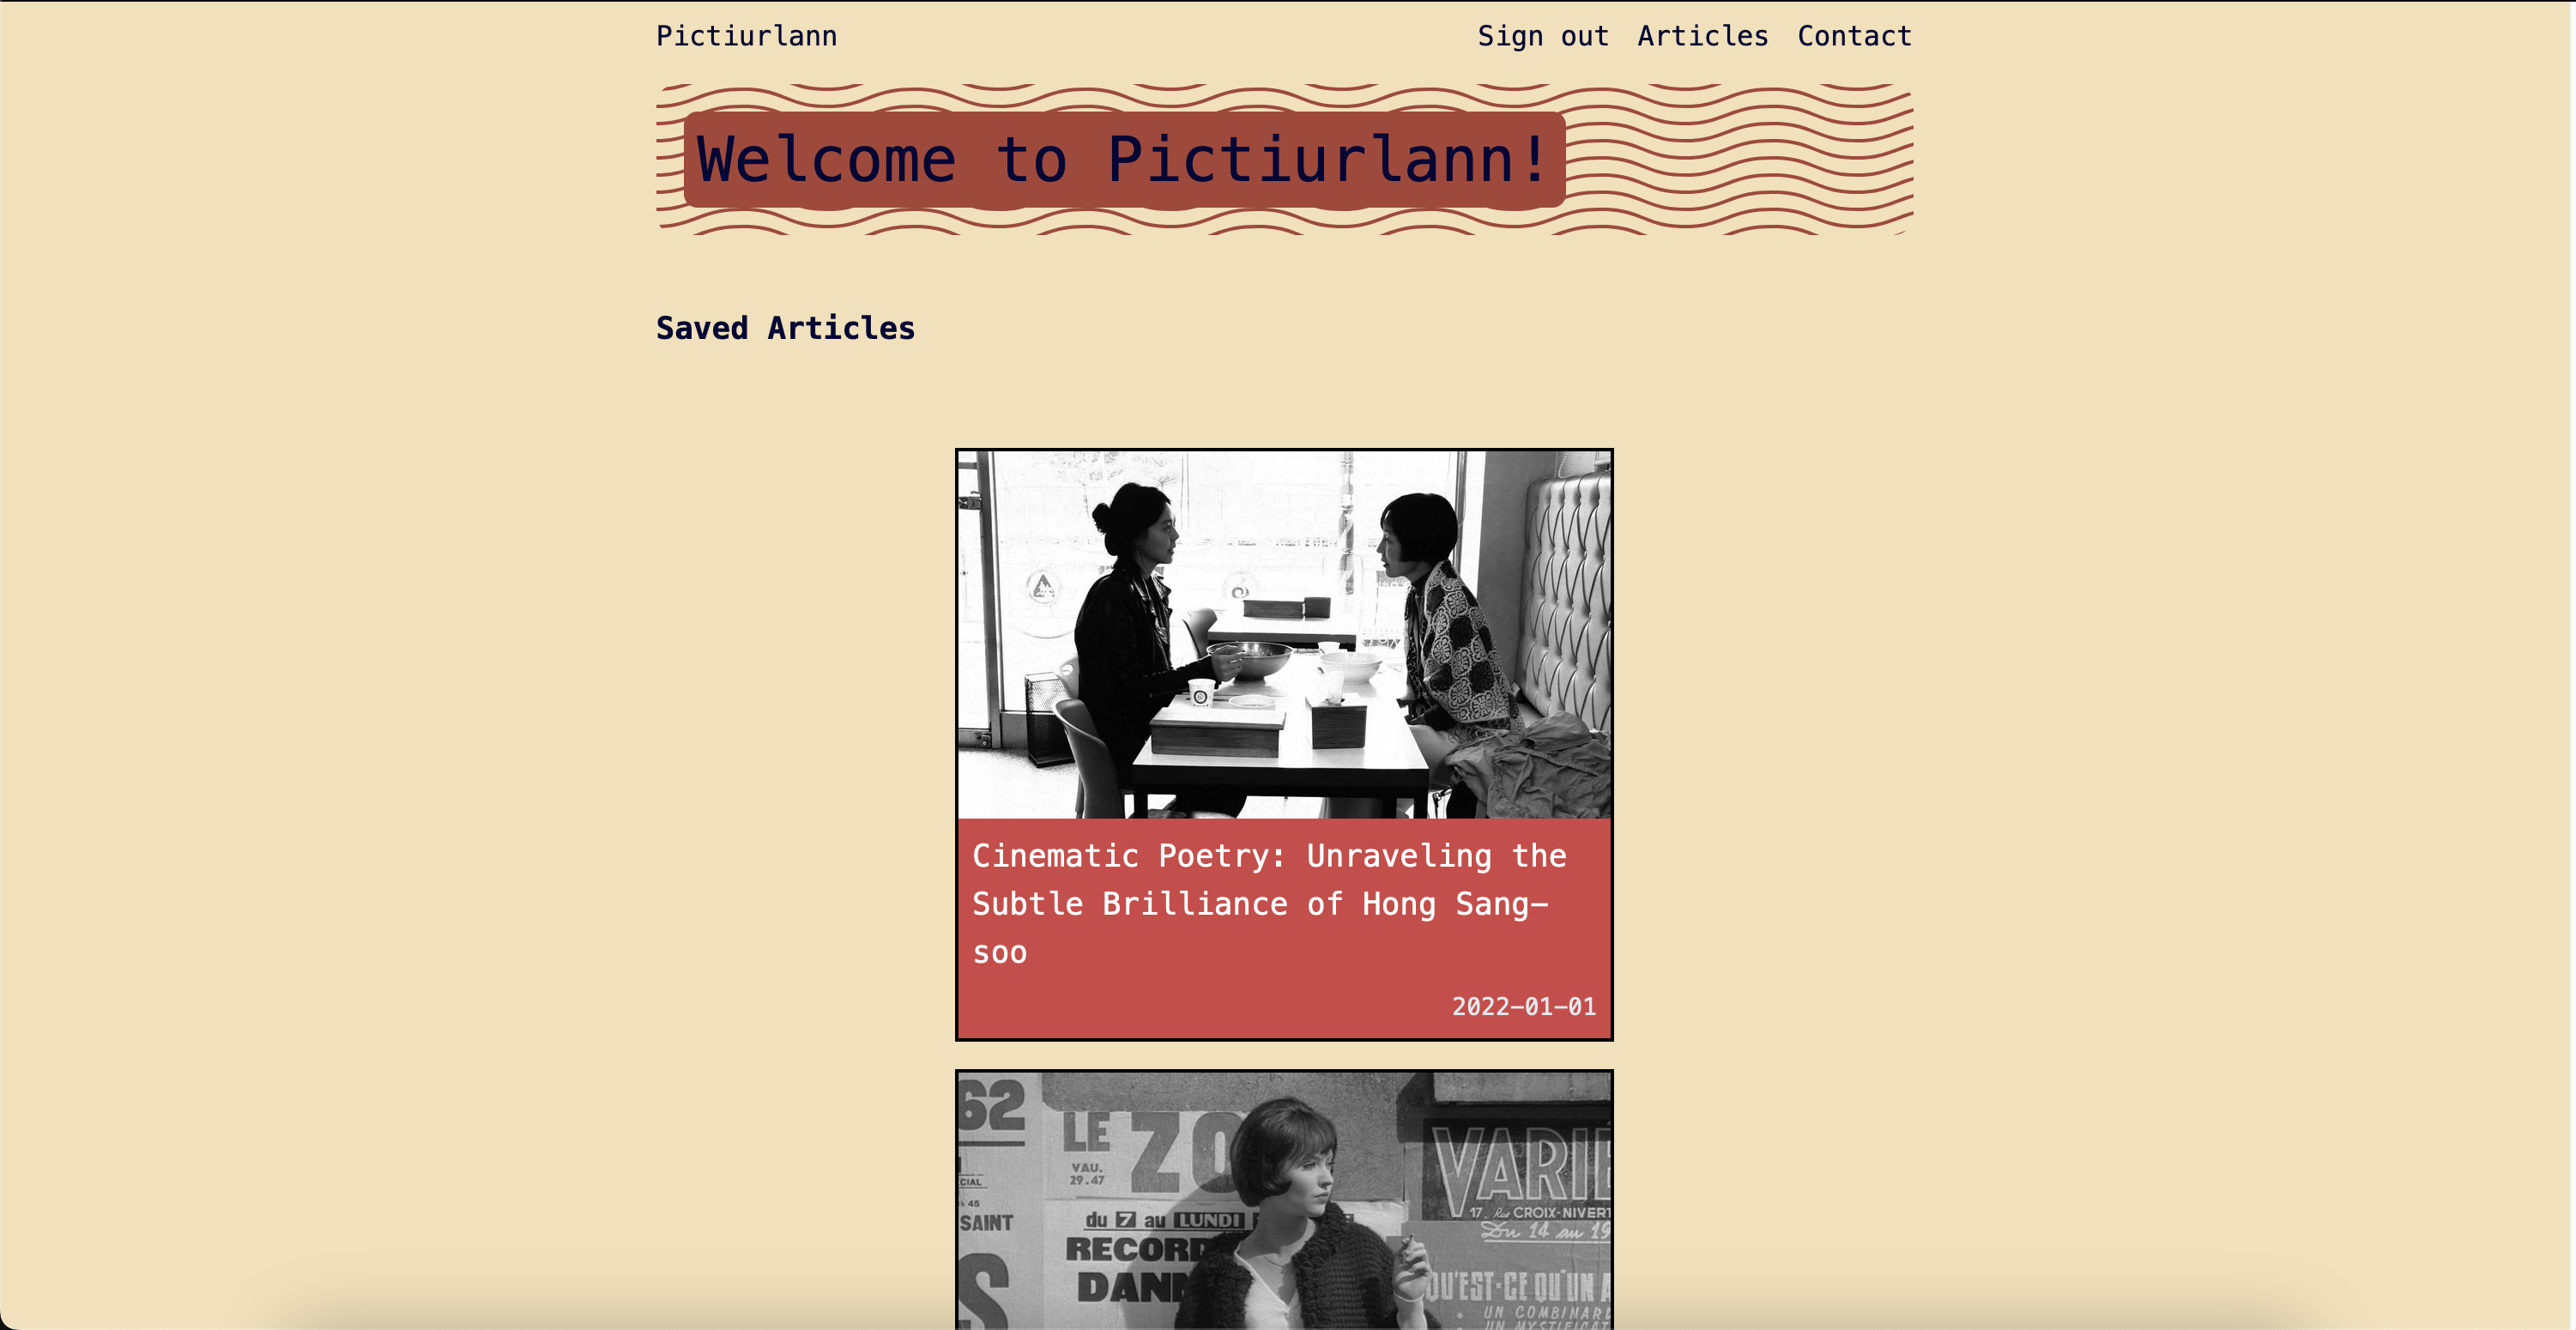 Pictiurlann
Sign out Articles Contact
Welcome to Pictiurlann!
Saved Articles
Cinematic Poetry: Unraveling the
Subtle Brilliance of Hong Sang-
soo
2022-01-01
62
LE ZO
VAU.
29.47
CIAL
45
SAINT
S
du 7 au LUNDI
RECORD
DANN
VARIÉ
17, Rue CROIX-NIVERT
Du 14 au 19
QU'EST-CE QU'UN A
UN COMBINARD
UN MYSTIFICAT